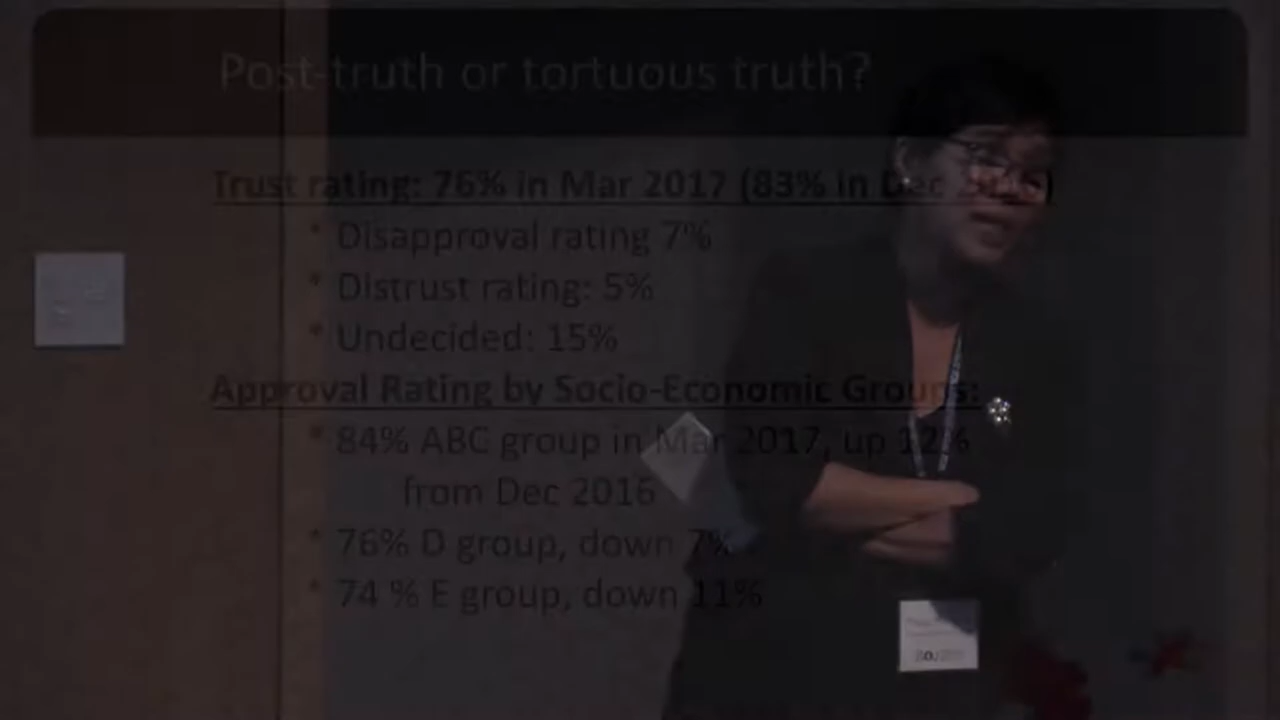 Post-truth or tortuous truth?
Trust rating: 76% in Mar 2017 (83% in Dec )
* Disapproval rating 7%
* Distrust rating: 5%
* Undecided: 15%
Approval Rating by Socio-Economic Groups:
* 84% ABC group in Mar 2017, up 12%
from Dec 2016
* 76% D group, down 7%
* 74 % E group, down 11%